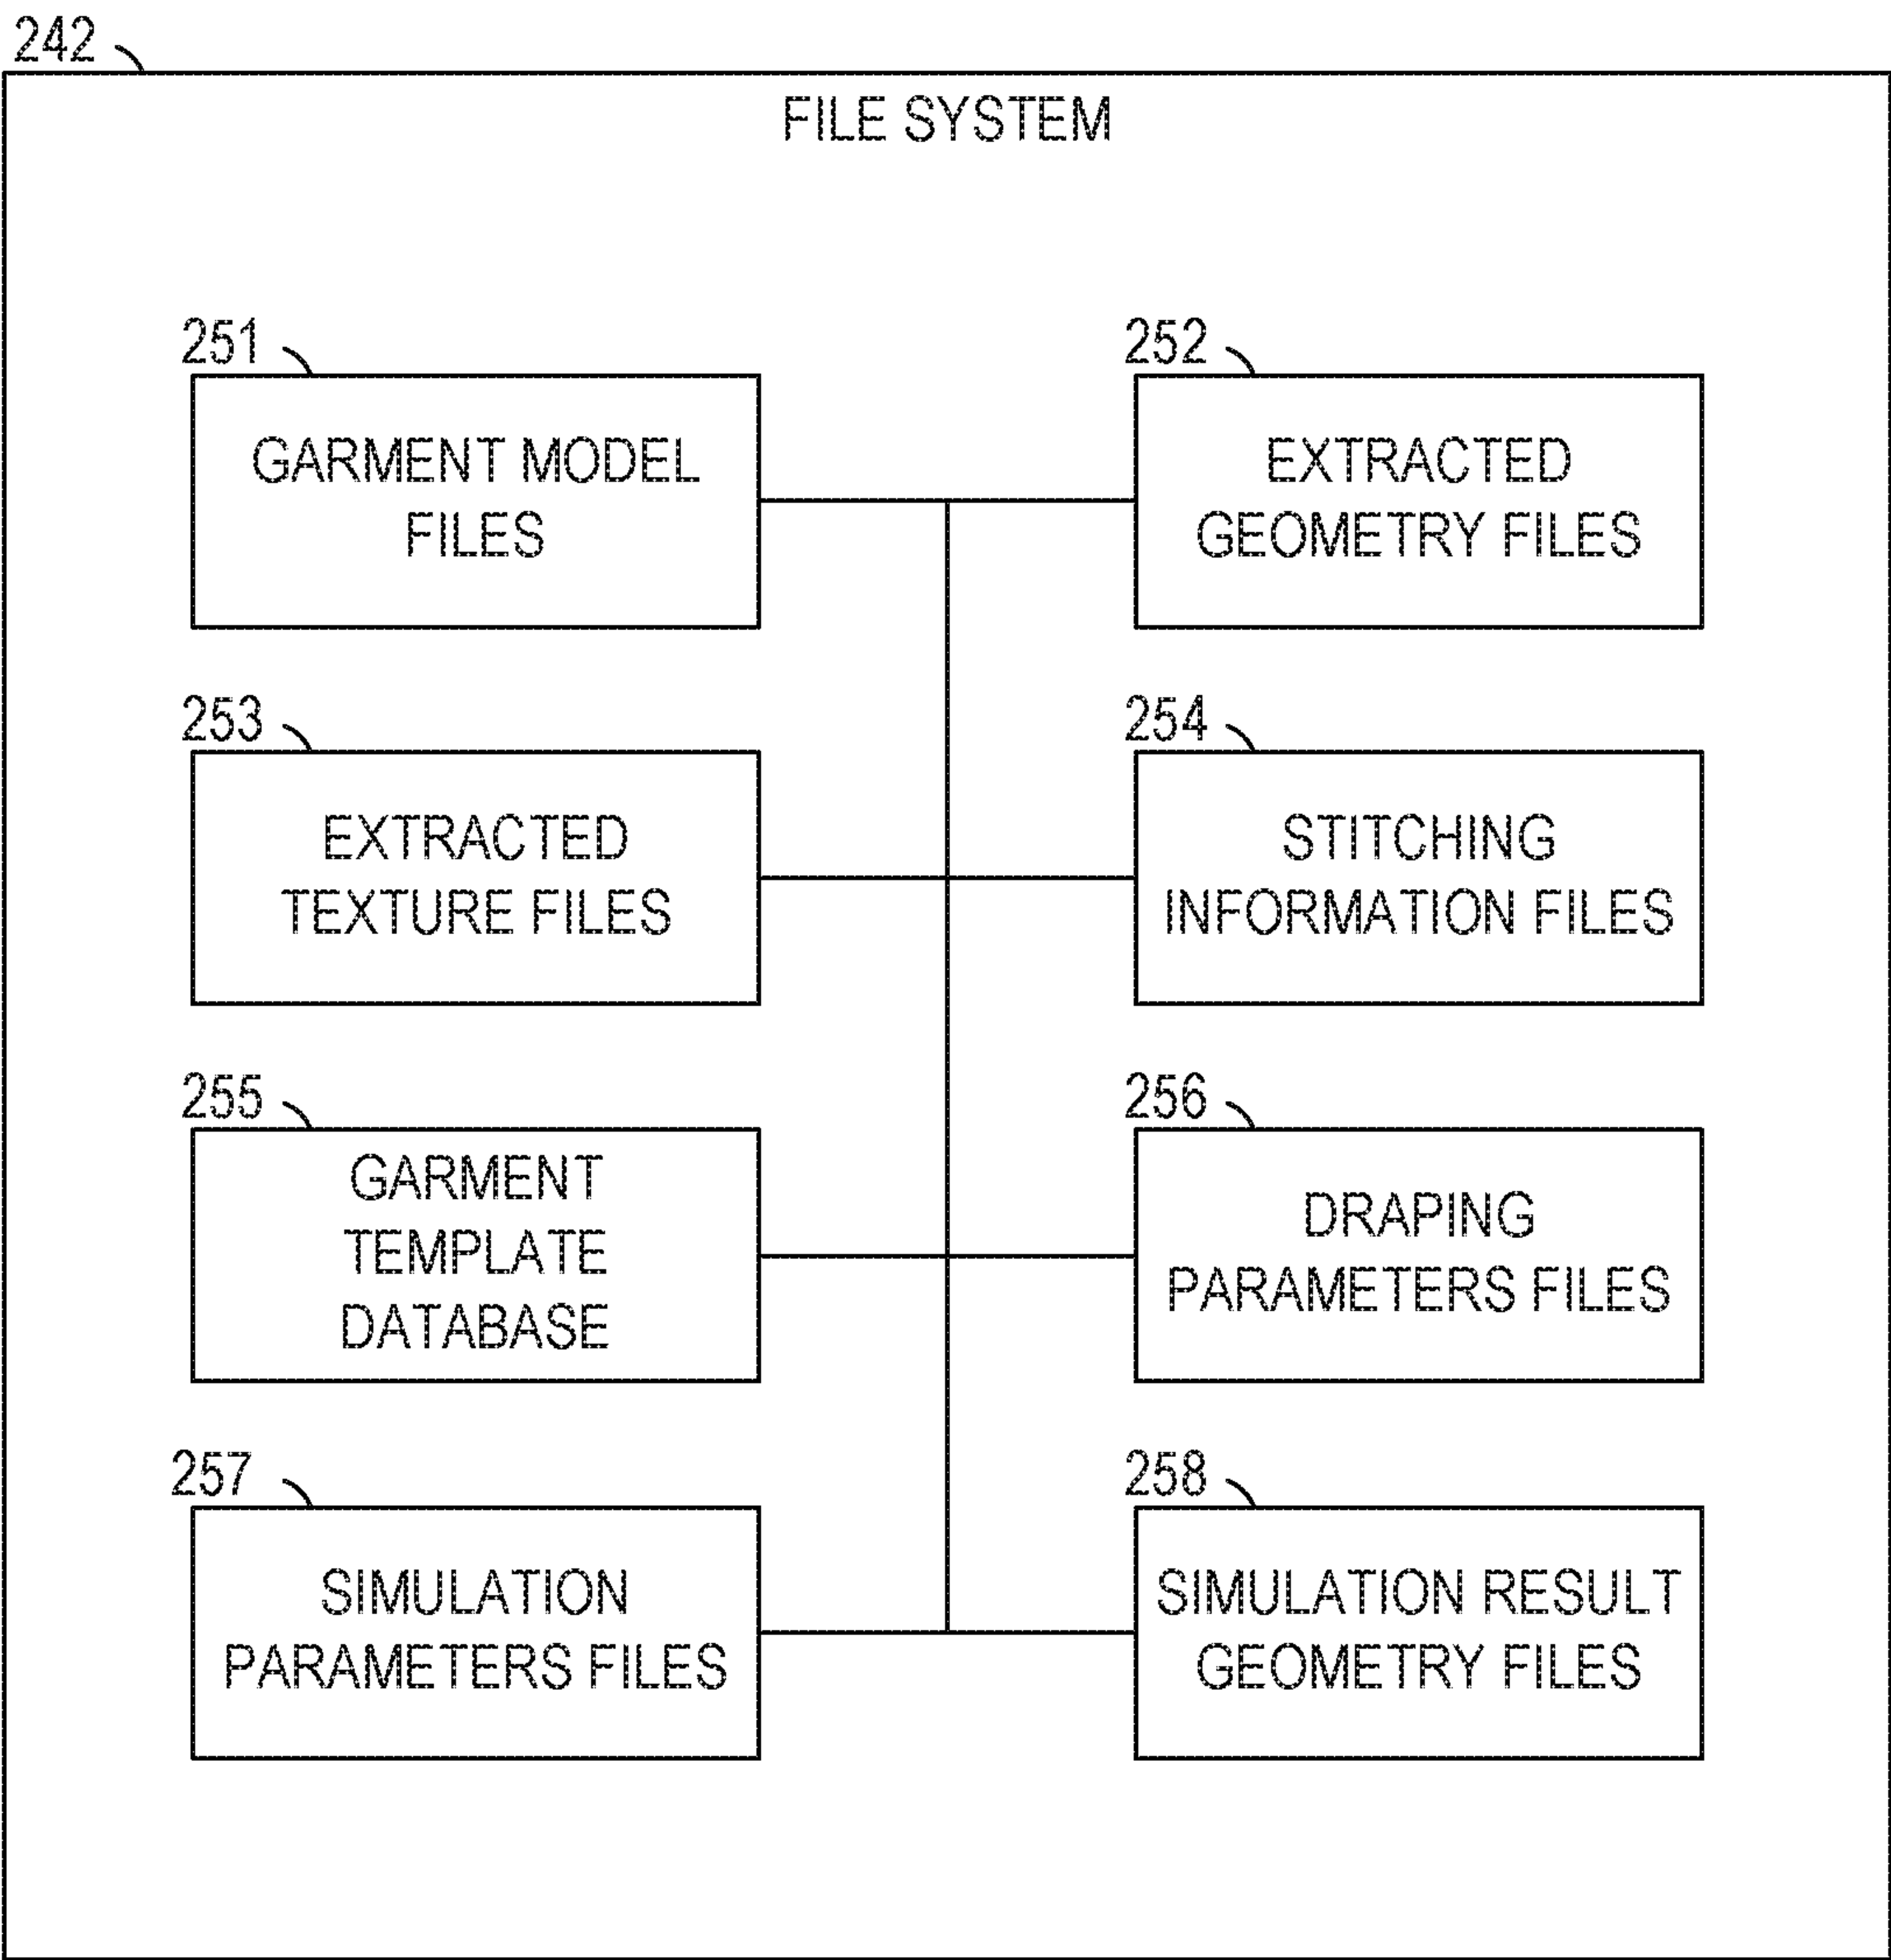 242
FILE SYSTEM
251
GARMENT MODEL
FILES
252
EXTRACTED
GEOMETRY FILES
253
EXTRACTED
TEXTURE FILES
254
STITCHING
INFORMATION FILES
255
GARMENT
TEMPLATE
DATABASE
256
DRAPING
PARAMETERS FILES
257
SIMULATION
PARAMETERS FILES
258
SIMULATION RESULT
GEOMETRY FILES